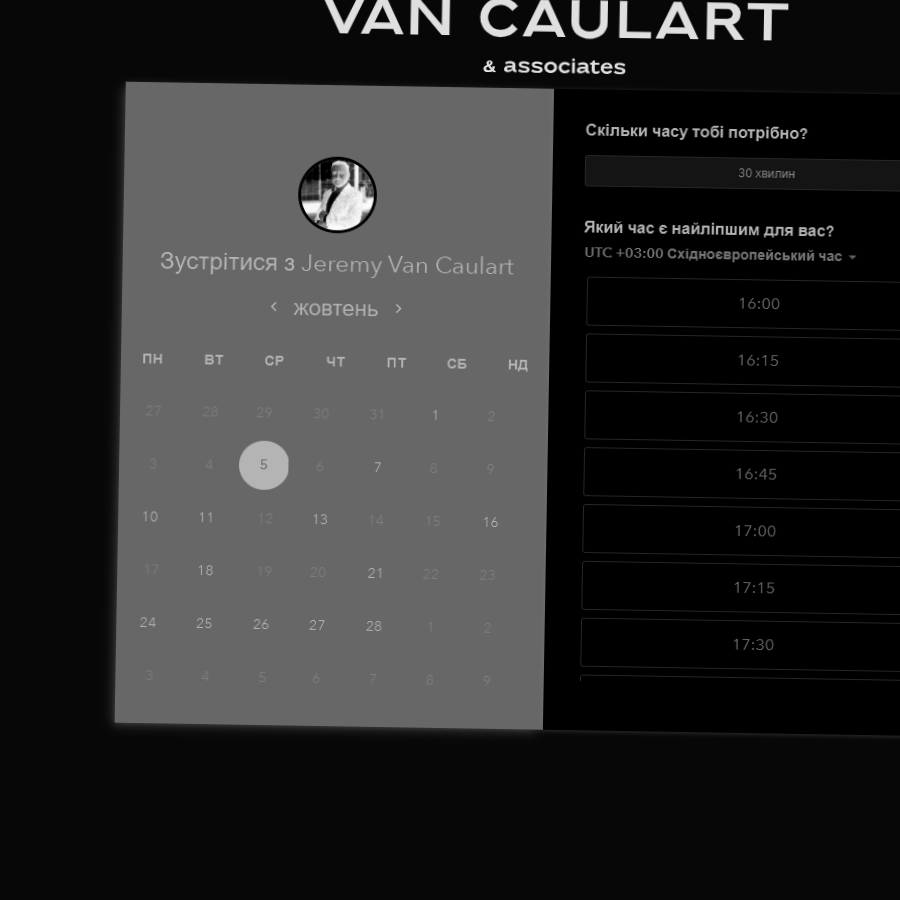 VAN CAULART
& associates
Зустрітися з Jeremy Van Caulart
жовтень
ПН ВТ СР ЧТ ПТ СБ НД
27 28 29 30 31 1 2
3 4 5 6 7 8 9
10 11 12 13 14 15 16
17 18 19 20 21 22 23
24 25 26 27 28 1 2
3 4 5 6 7 8 9
Скільки часу тобі потрібно?
30 хвилин
Який час є найліпшим для вас?
UTC +03:00 Східноєвропейський час
16:00
16:15
16:30
16:45
17:00
17:15
17:30